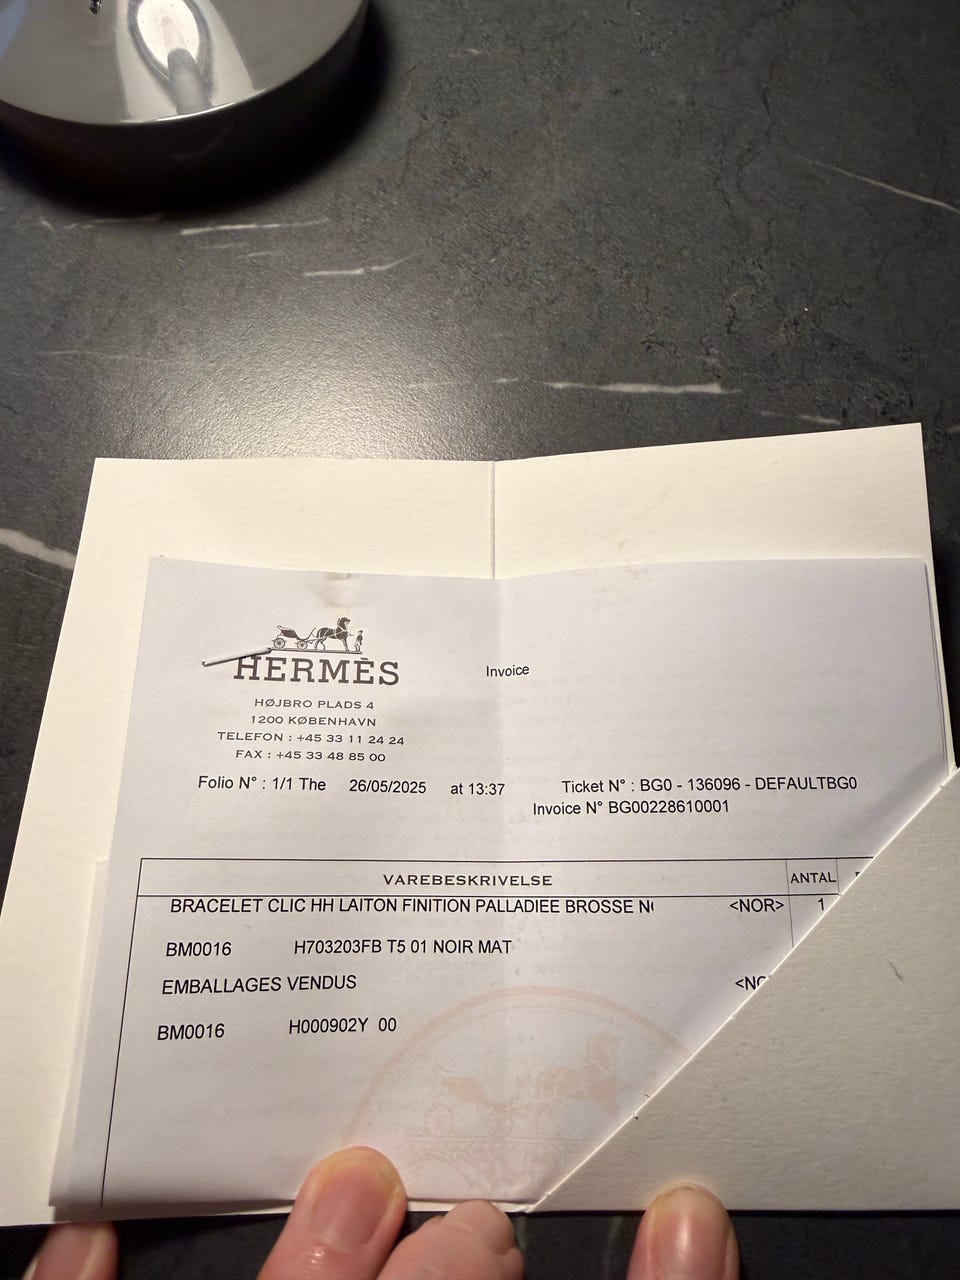 HERMÈS
Invoice
HØJBRO PLADS 4
1200 KØBENHAVN
TELEFON : +45 33 11 24 24
FAX : +45 33 48 85 00
Folio N° : 1/1 The 26/05/2025 at 13:37 Ticket N° : BG0 - 136096 - DEFAULTBG0
Invoice N° BG00228610001
VAREBESKRIVELSE ANTAL
BRACELET CLIC HH LAITON FINITION PALLADIEE BROSSE <NOR> 1
BM0016 H703203FB T5 01 NOIR MAT
EMBALLAGES VENDUS
BM0016 H000902Y 00